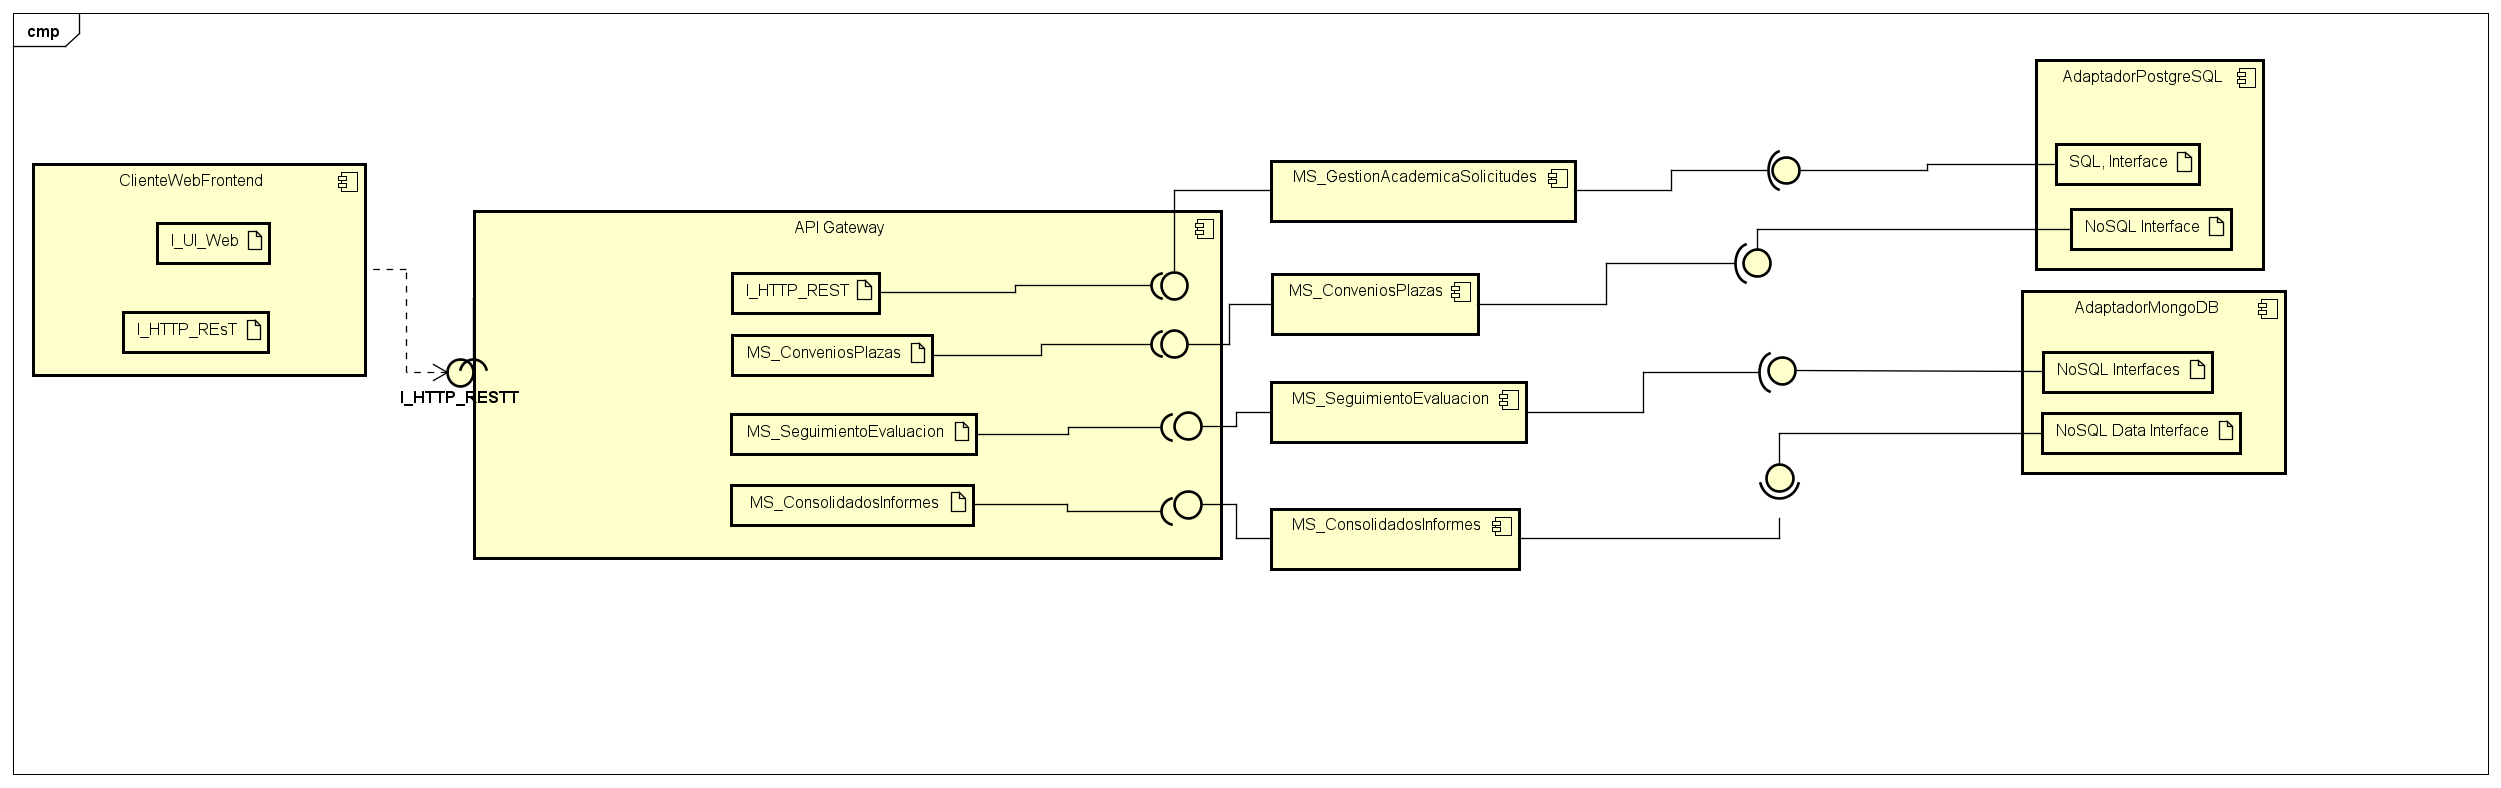 cmp
ClienteWebFrontend
I_UI_Web
I_HTTP_REsT
I_HTTP_RESTT
API Gateway
I_HTTP_REST
MS_ConveniosPlazas
MS_SeguimientoEvaluacion
MS_ConsolidadosInformes
MS_GestionAcademicaSolicitudes
MS_ConveniosPlazas
MS_SeguimientoEvaluacion
MS_ConsolidadosInformes
AdaptadorPostgreSQL
SQL, Interface
NoSQL Interface
AdaptadorMongoDB
NoSQL Interfaces
NoSQL Data Interface